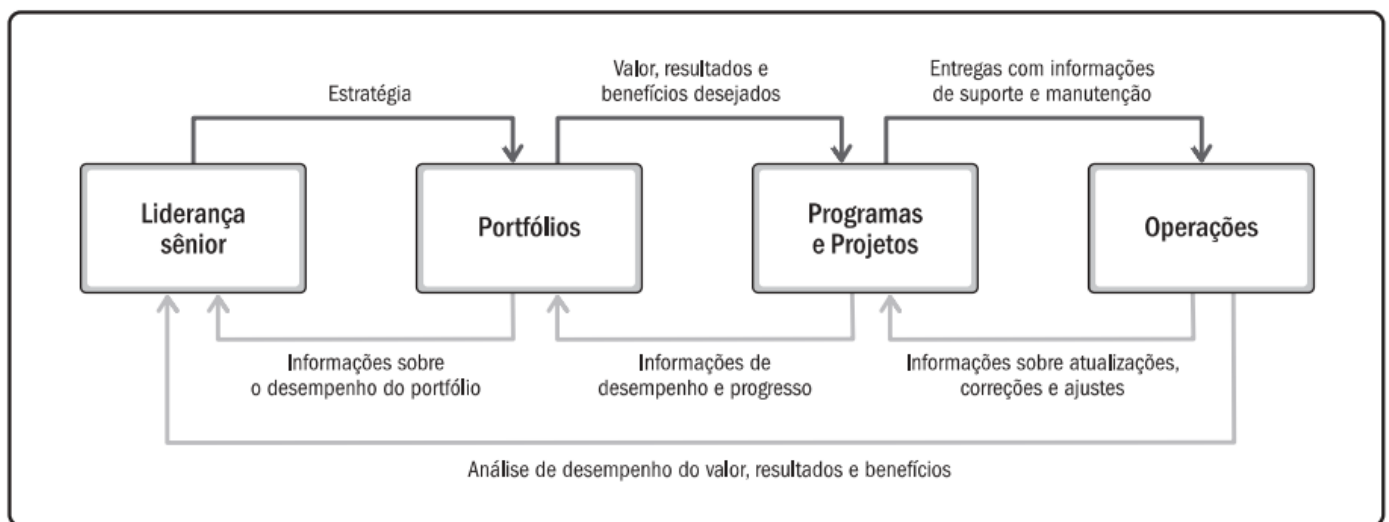 Estratégia
Valor, resultados e
benefícios desejados
Entregas com informações
de suporte e manutenção
Liderança
sênior
Portfólios
Programas
e Projetos
Operações
Informações sobre
o desempenho do portfólio
Informações de
desempenho e progresso
Informações sobre atualizações,
correções e ajustes
Análise de desempenho do valor, resultados e benefícios